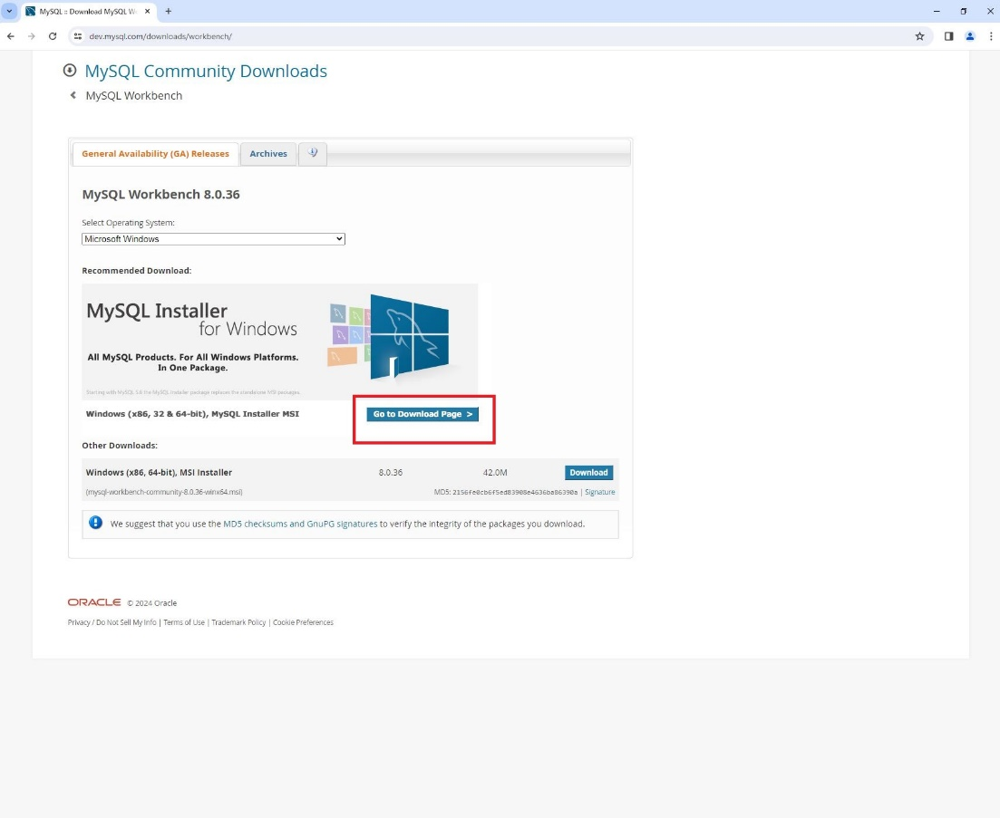 MySQL :: Download MySQL Wo
dev.mysql.com/downloads/workbench/
MySQL Community Downloads
MySQL Workbench
General Availability (GA) Releases
Archives
MySQL Workbench 8.0.36
Select Operating System:
Microsoft Windows
Recommended Download:
MySQL Installer
for Windows
All MySQL Products. For All Windows Platforms.
In One Package.
Starting with MySQL 5.6 the MySQL Installer package replaces the standalone MSI packages.
Windows (x86, 32 & 64-bit), MySQL Installer MSI
Go to Download Page >
Other Downloads:
Windows (x86, 64-bit), MSI Installer 8.0.36 42.0M Download
(mysql-workbench-community-8.0.36-winx64.msi) MD5: 2156fe0cb6f5ed83908e4636ba86390a | Signature
We suggest that you use the MD5 checksums and GnuPG signatures to verify the integrity of the packages you download.
ORACLE © 2024 Oracle
Privacy / Do Not Sell My Info | Terms of Use | Trademark Policy | Cookie Preferences